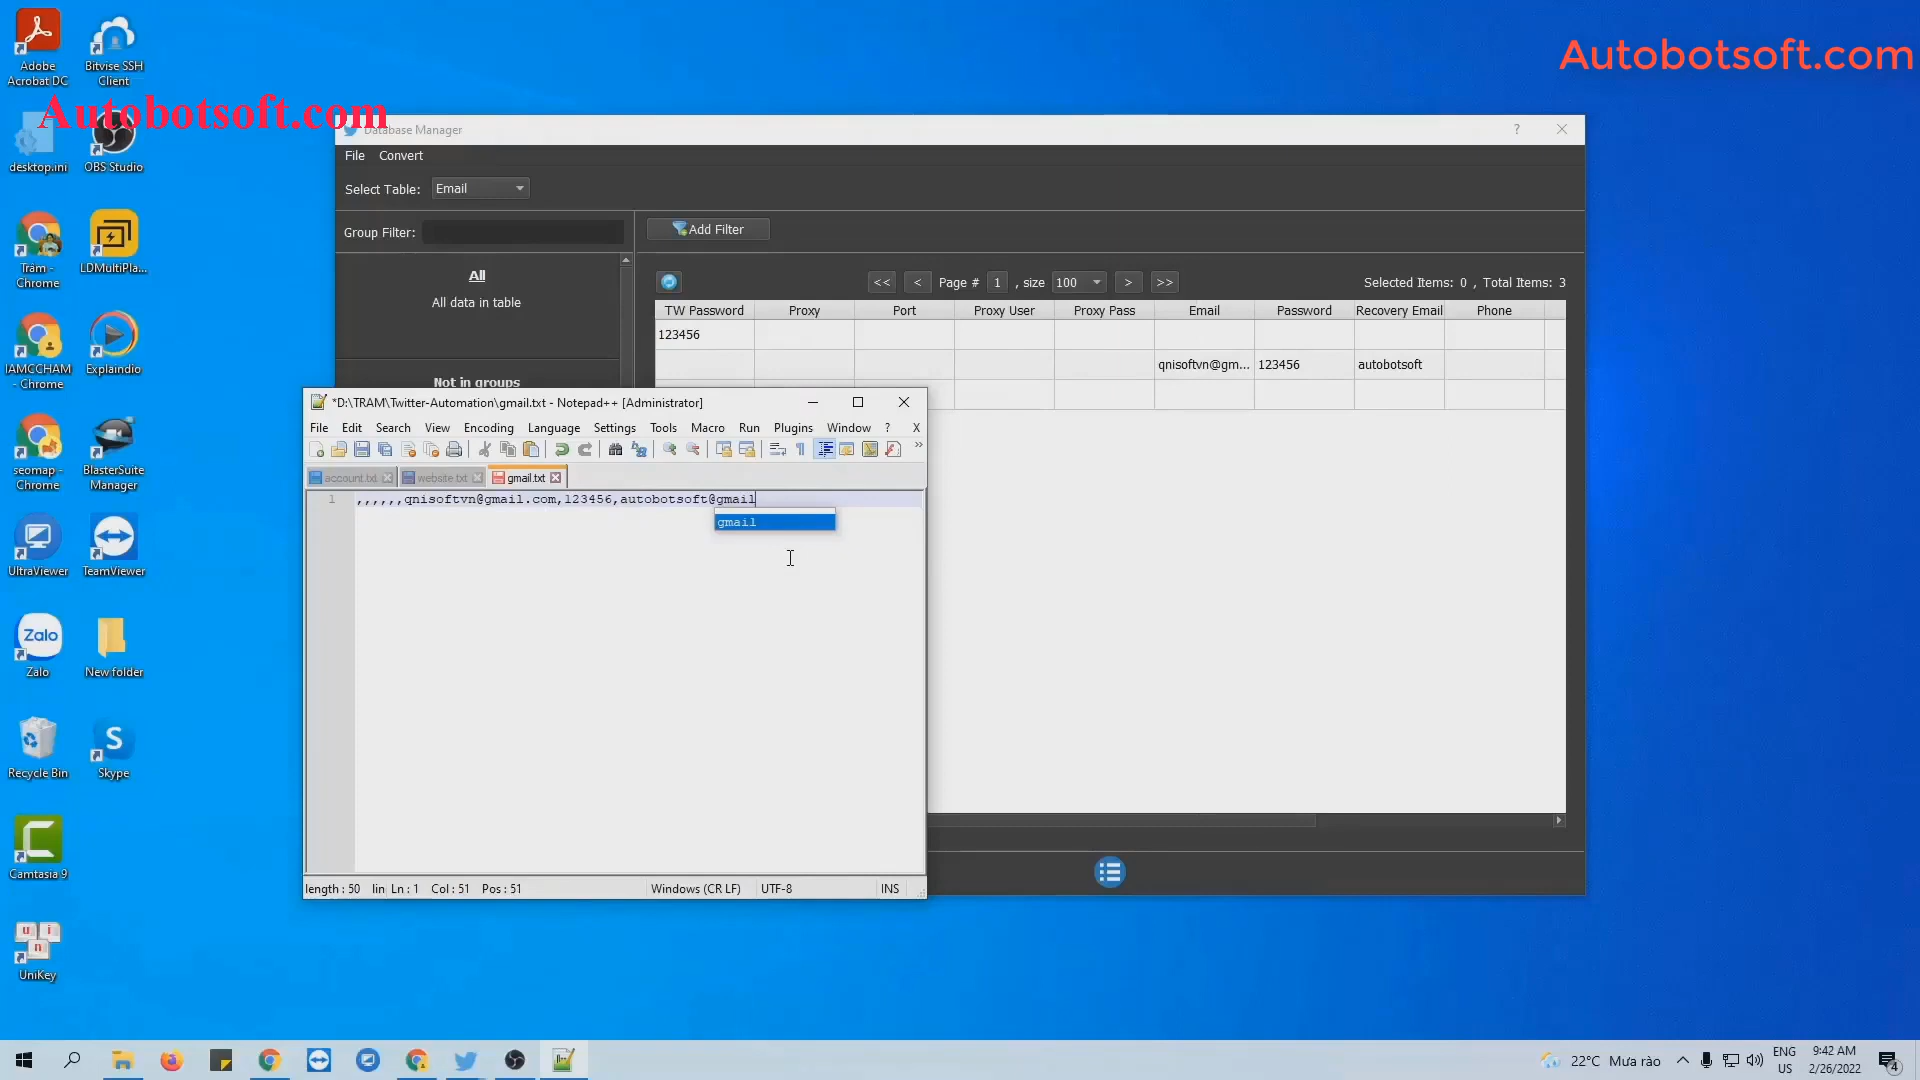 Autobotsoft.com
Autobotsoft.com
Adobe
Acrobat DC
Bitvise SSH
Client
desktop.ini
OBS Studio
Trâm -
Chrome
LDMultiPla...
IAMCCHAM
- Chrome
Explaindio
seomap -
Chrome
BlasterSuite
Manager
UltraViewer
TeamViewer
Zalo
Zalo
New folder
Recycle Bin
Skype
Camtasia 9
UniKey
Database Manager
?
File Convert
Select Table: Email
Group Filter:
Add Filter
All
All data in table
Not in groups
<< < Page # 1 , size 100 > >>
Selected Items: 0 , Total Items: 3
TW Password Proxy Port Proxy User Proxy Pass Email Password Recovery Email Phone
123456
qnisoftvn@gm... 123456 autobotsoft
*D:\TRAM\Twitter-Automation\gmail.txt - Notepad++ [Administrator]
File Edit Search View Encoding Language Settings Tools Macro Run Plugins Window ? X
account.txt website.txt gmail.txt
1 ,,,,,,qnisoftvn@gmail.com,123456,autobotsoft@gmail
gmail
length : 50 lin Ln : 1 Col : 51 Pos : 51 Windows (CR LF) UTF-8 INS
22°C Mưa rào
ENG
US
9:42 AM
2/26/2022
4